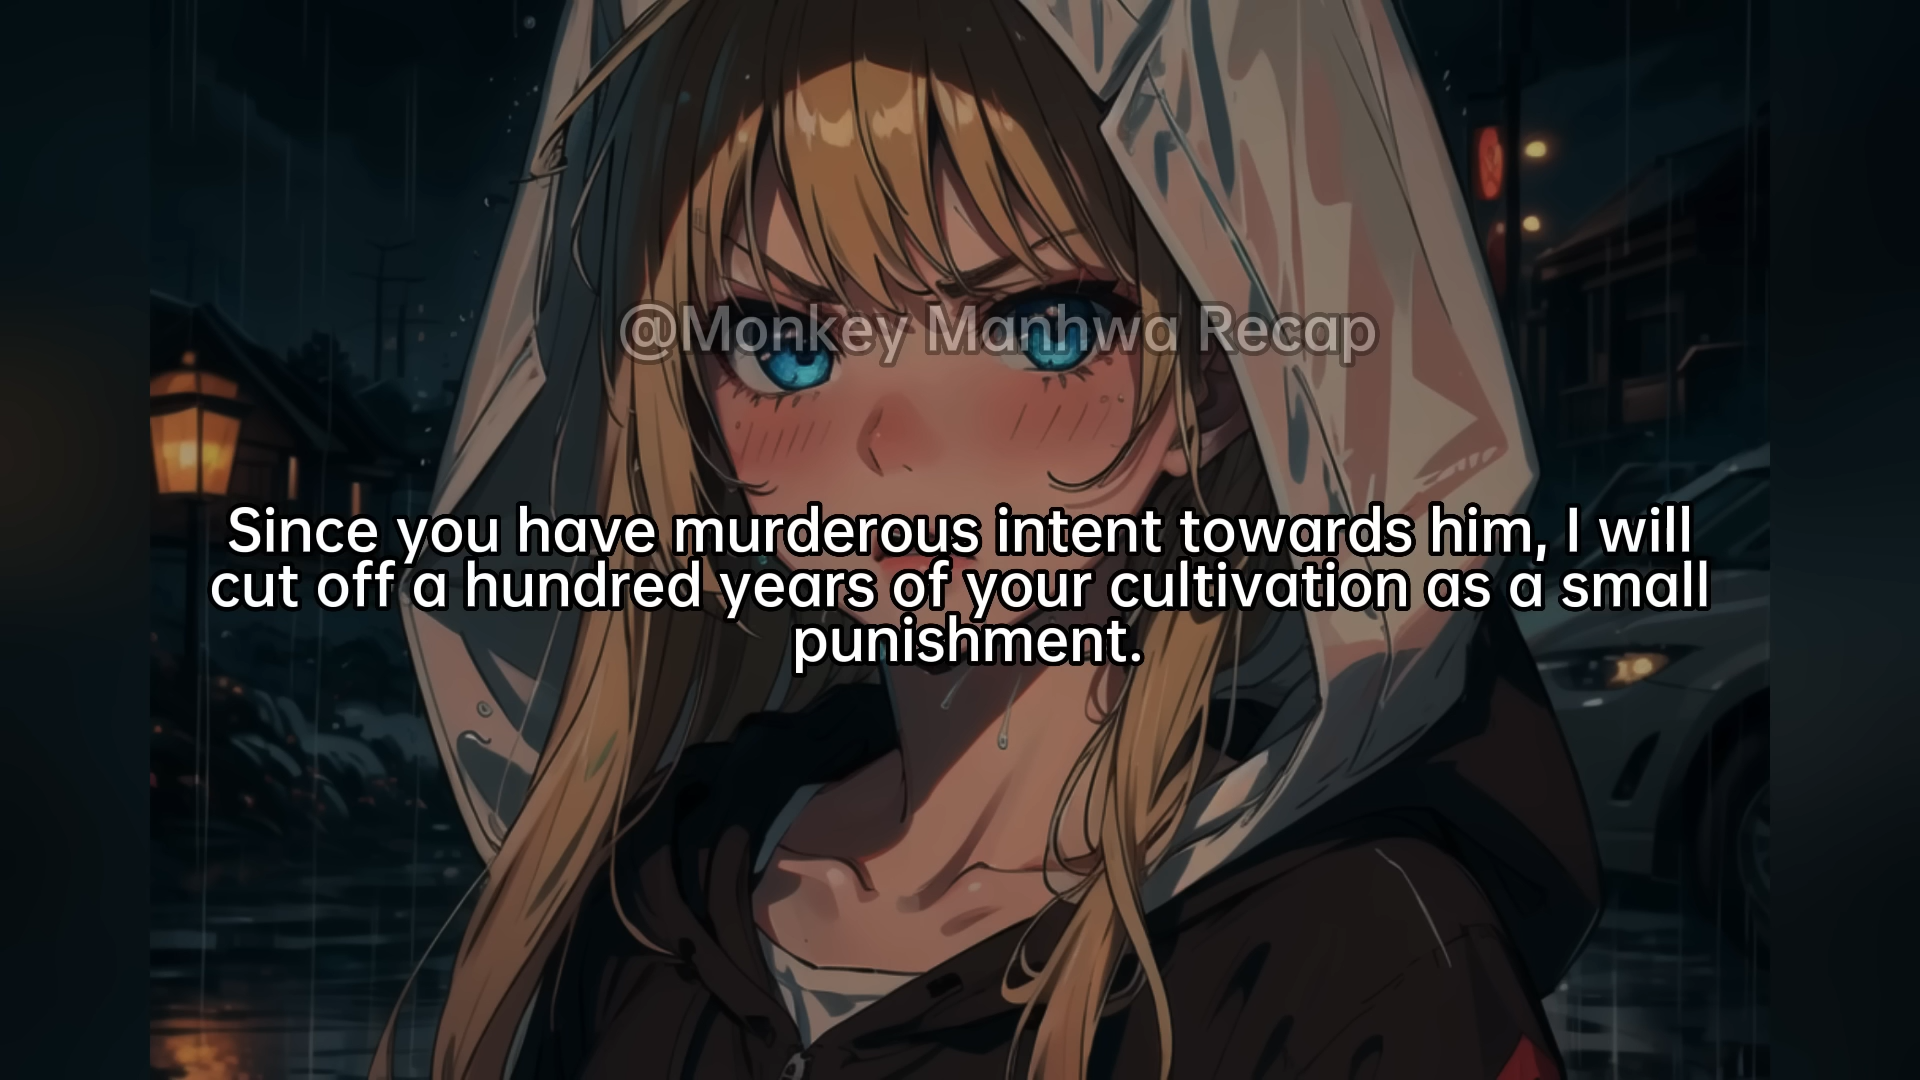 @Monkey Manhwa Recap
Since you have murderous intent towards him, I will
cut off a hundred years of your cultivation as a small
punishment.